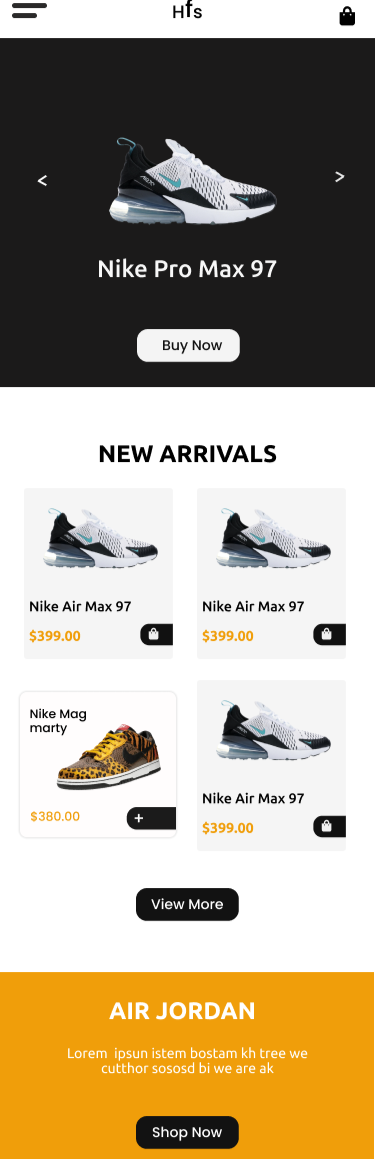 Hfs
< >
Nike Pro Max 97
Buy Now
NEW ARRIVALS
Nike Air Max 97
$399.00
Nike Air Max 97
$399.00
Nike Mag
marty
$380.00
+
Nike Air Max 97
$399.00
View More
AIR JORDAN
Lorem ipsun istem bostam kh tree we
cutthor sososd bi we are ak
Shop Now